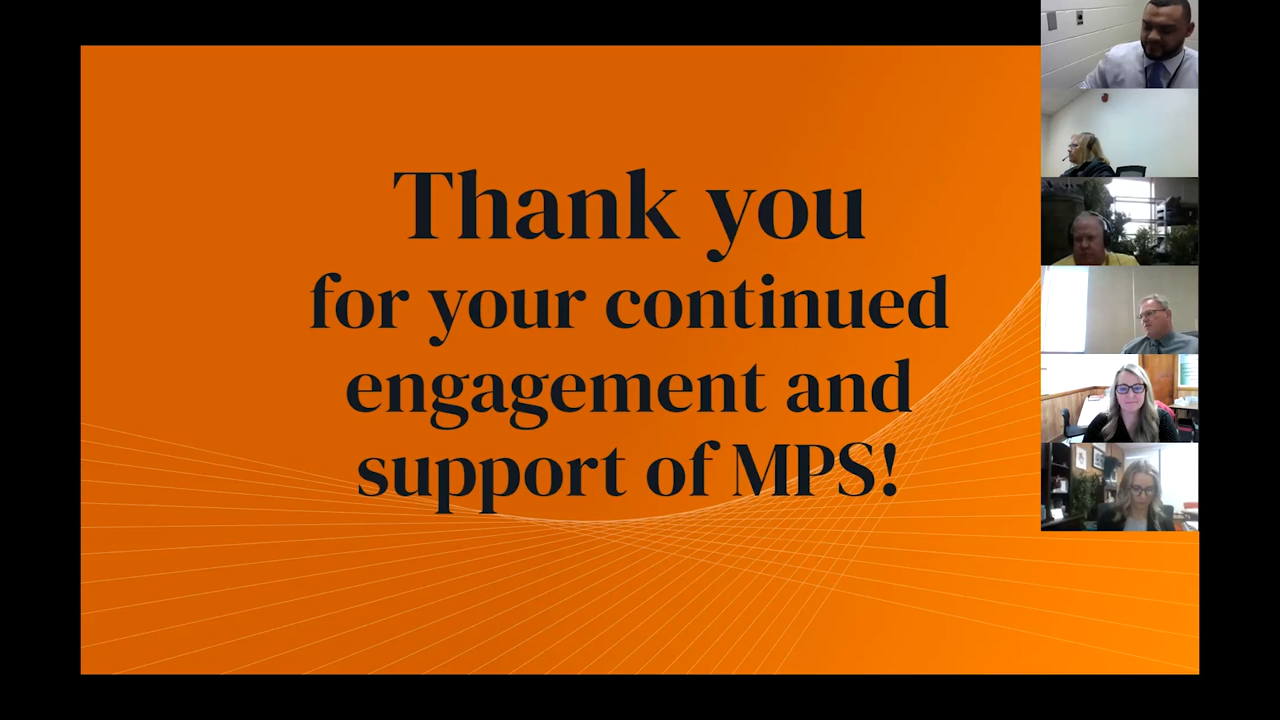 Thank you
for your continued
engagement and
support of MPS!